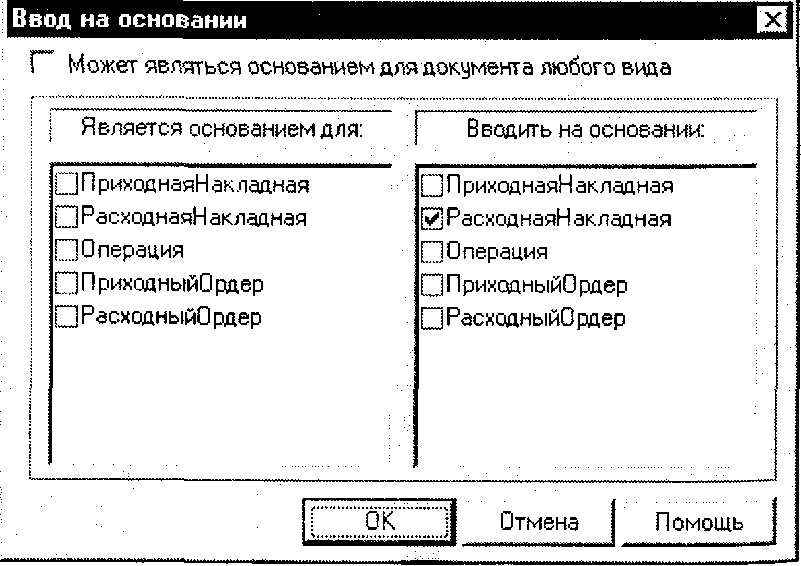 Ввод на основании
Может являться основанием для документа любого вида
Является основанием для:
ПриходнаяНакладная
РасходнаяНакладная
Операция
ПриходныйОрдер
РасходныйОрдер
Вводить на основании:
ПриходнаяНакладная
РасходнаяНакладная
Операция
ПриходныйОрдер
РасходныйОрдер
OK
Отмена
Помощь